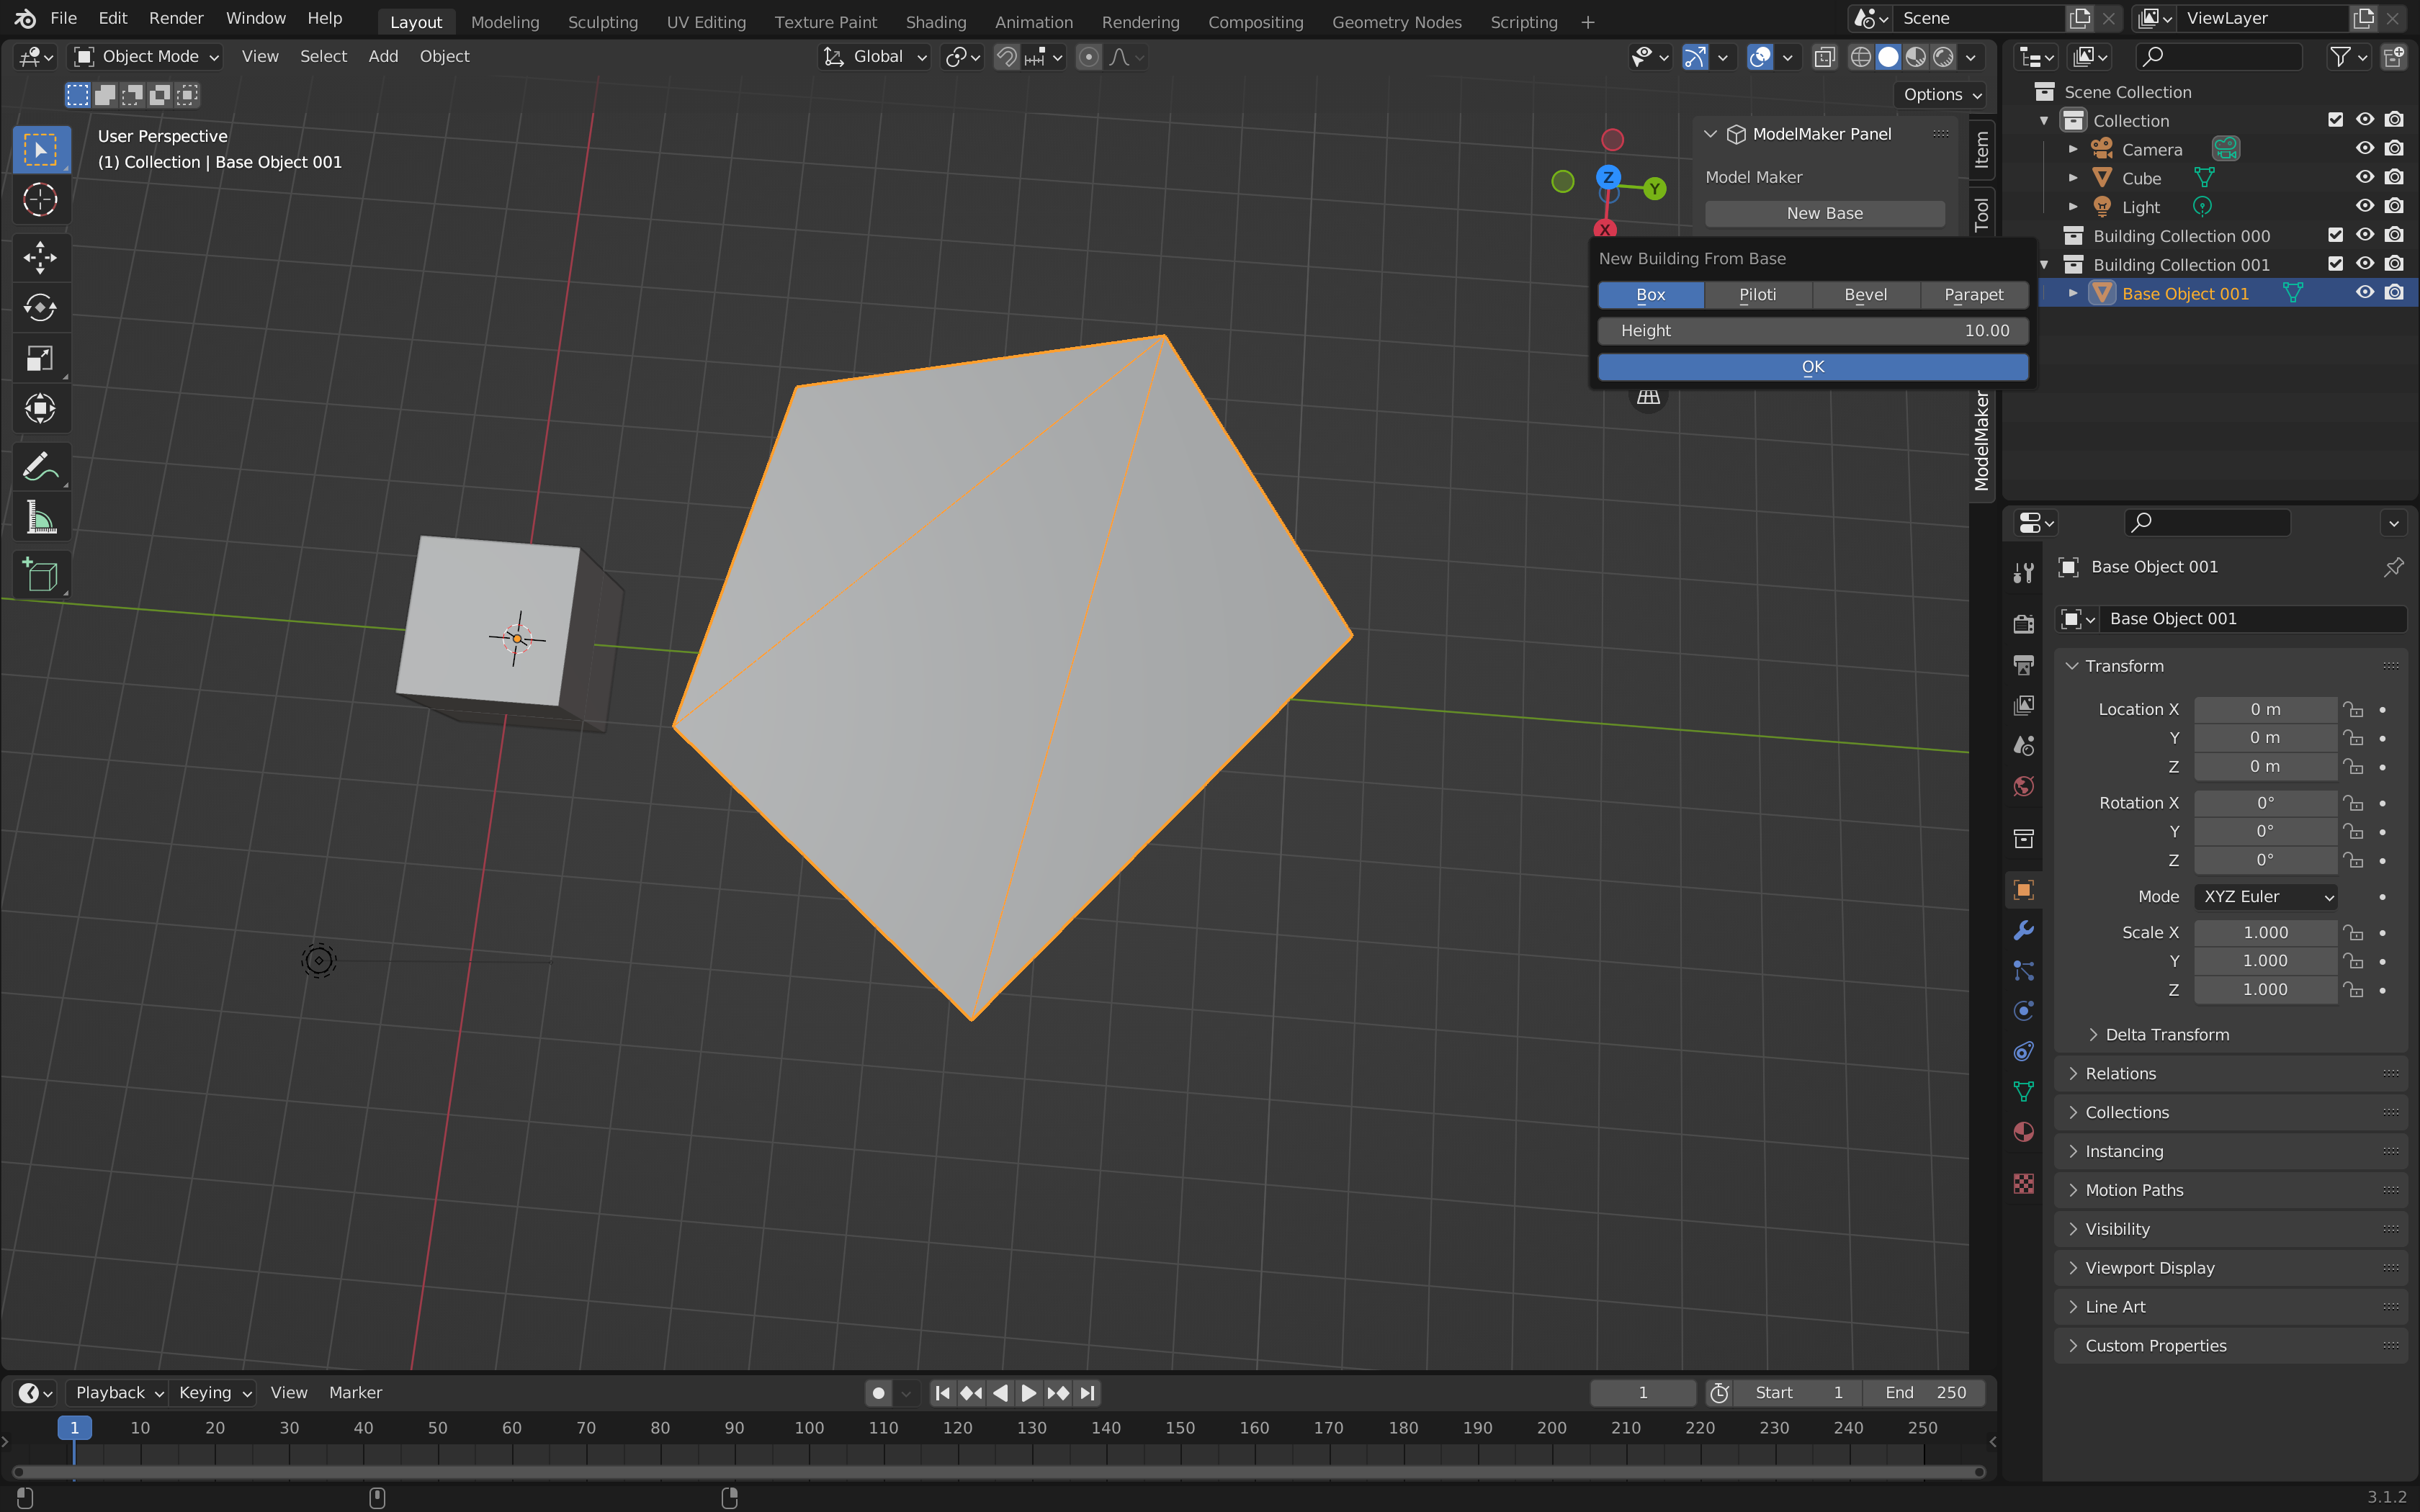 File Edit Render Window Help Layout Modeling Sculpting UV Editing Texture Paint Shading Animation Rendering Compositing Geometry Nodes Scripting + Scene ViewLayer
Object Mode View Select Add Object Global
Options
User Perspective
(1) Collection | Base Object 001
Z
Y
X
ModelMaker Panel
Model Maker
New Base
Item
Tool
ModelMaker
New Building From Base
Box Piloti Bevel Parapet
Height 10.00
OK
Scene Collection
Collection
Camera
Cube
Light
Building Collection 000
Building Collection 001
Base Object 001
Base Object 001
Base Object 001
Transform
Location X 0 m
Y 0 m
Z 0 m
Rotation X 0°
Y 0°
Z 0°
Mode XYZ Euler
Scale X 1.000
Y 1.000
Z 1.000
Delta Transform
Relations
Collections
Instancing
Motion Paths
Visibility
Viewport Display
Line Art
Custom Properties
Playback Keying View Marker 1 Start 1 End 250
1 10 20 30 40 50 60 70 80 90 100 110 120 130 140 150 160 170 180 190 200 210 220 230 240 250
3.1.2